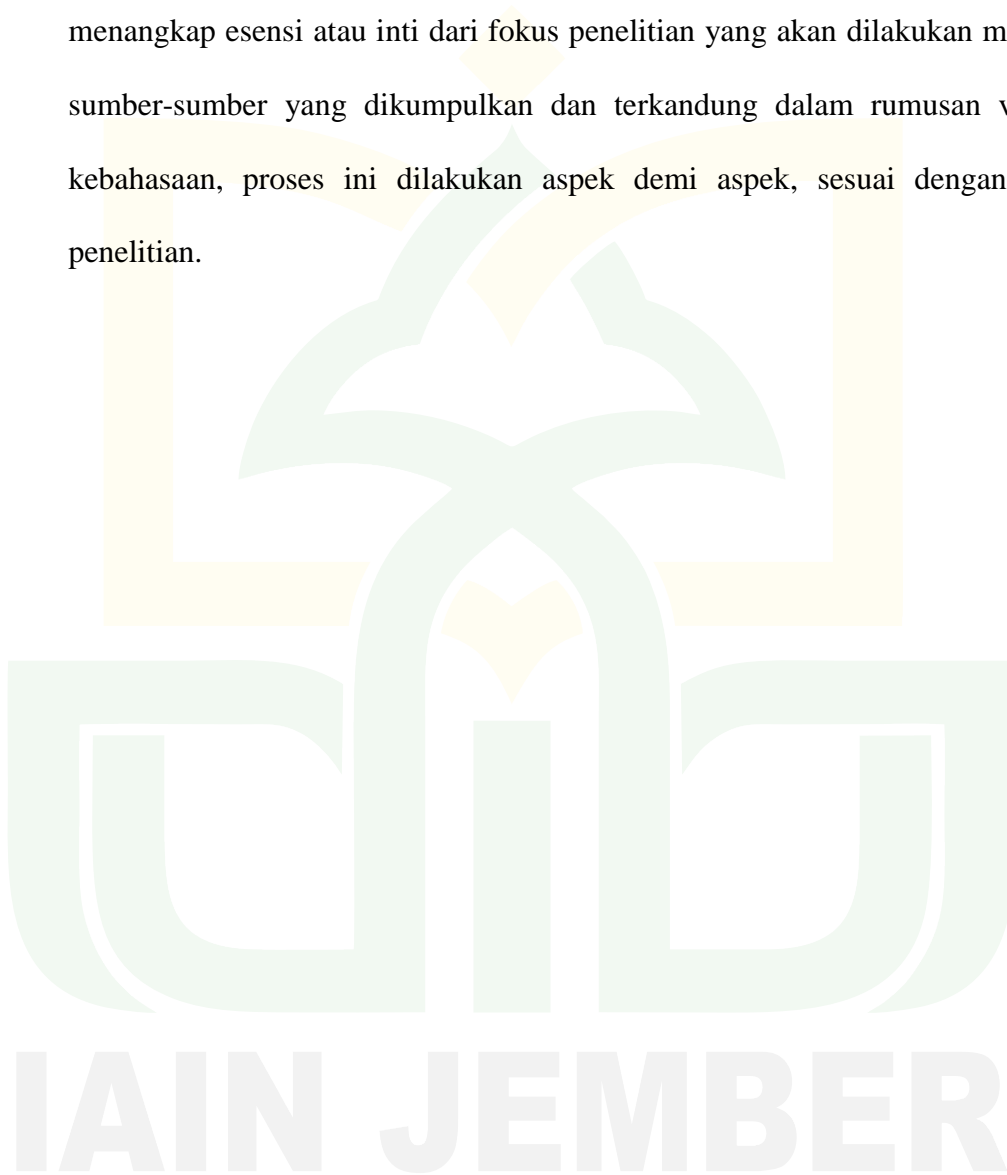 menangkap esensi atau inti dari fokus penelitian yang akan dilakukan
sumber-sumber yang dikumpulkan dan terkandung dalam rumusan
kebahasaan, proses ini dilakukan aspek demi aspek, sesuai dengan
penelitian.
IAIN JEMBER